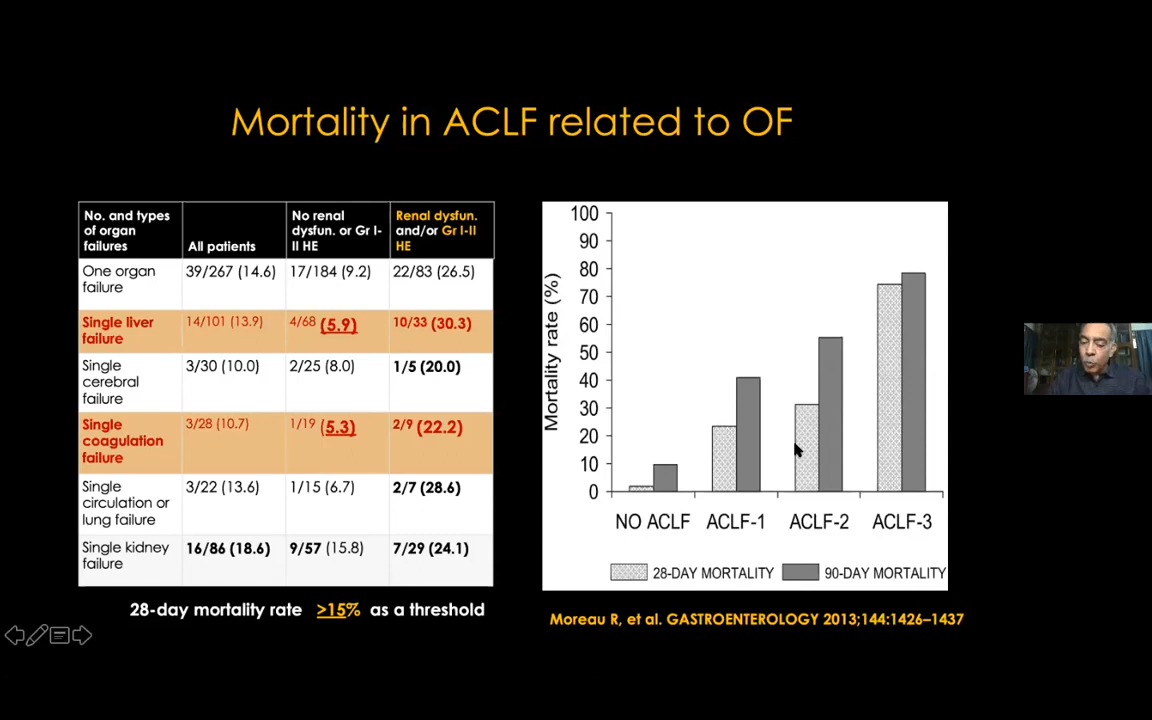 Mortality in ACLF related to OF
No. and types
of organ
failures
All patients
No renal
dysfun. or Gr I-
II HE
Renal dysfun.
and/or Gr I-II
HE
One organ
failure
39/267 (14.6)
17/184 (9.2)
22/83 (26.5)
Single liver
failure
14/101 (13.9)
4/68 (5.9)
10/33 (30.3)
Single
cerebral
failure
3/30 (10.0)
2/25 (8.0)
1/5 (20.0)
Single
coagulation
failure
3/28 (10.7)
1/19 (5.3)
2/9 (22.2)
Single
circulation or
lung failure
3/22 (13.6)
1/15 (6.7)
2/7 (28.6)
Single kidney
failure
16/86 (18.6)
9/57 (15.8)
7/29 (24.1)
28-day mortality rate >15% as a threshold
Mortality rate (%)
100
90
80
70
60
50
40
30
20
10
0
NO ACLF ACLF-1 ACLF-2 ACLF-3
28-DAY MORTALITY 90-DAY MORTALITY
Moreau R, et al. GASTROENTEROLOGY 2013;144:1426–1437